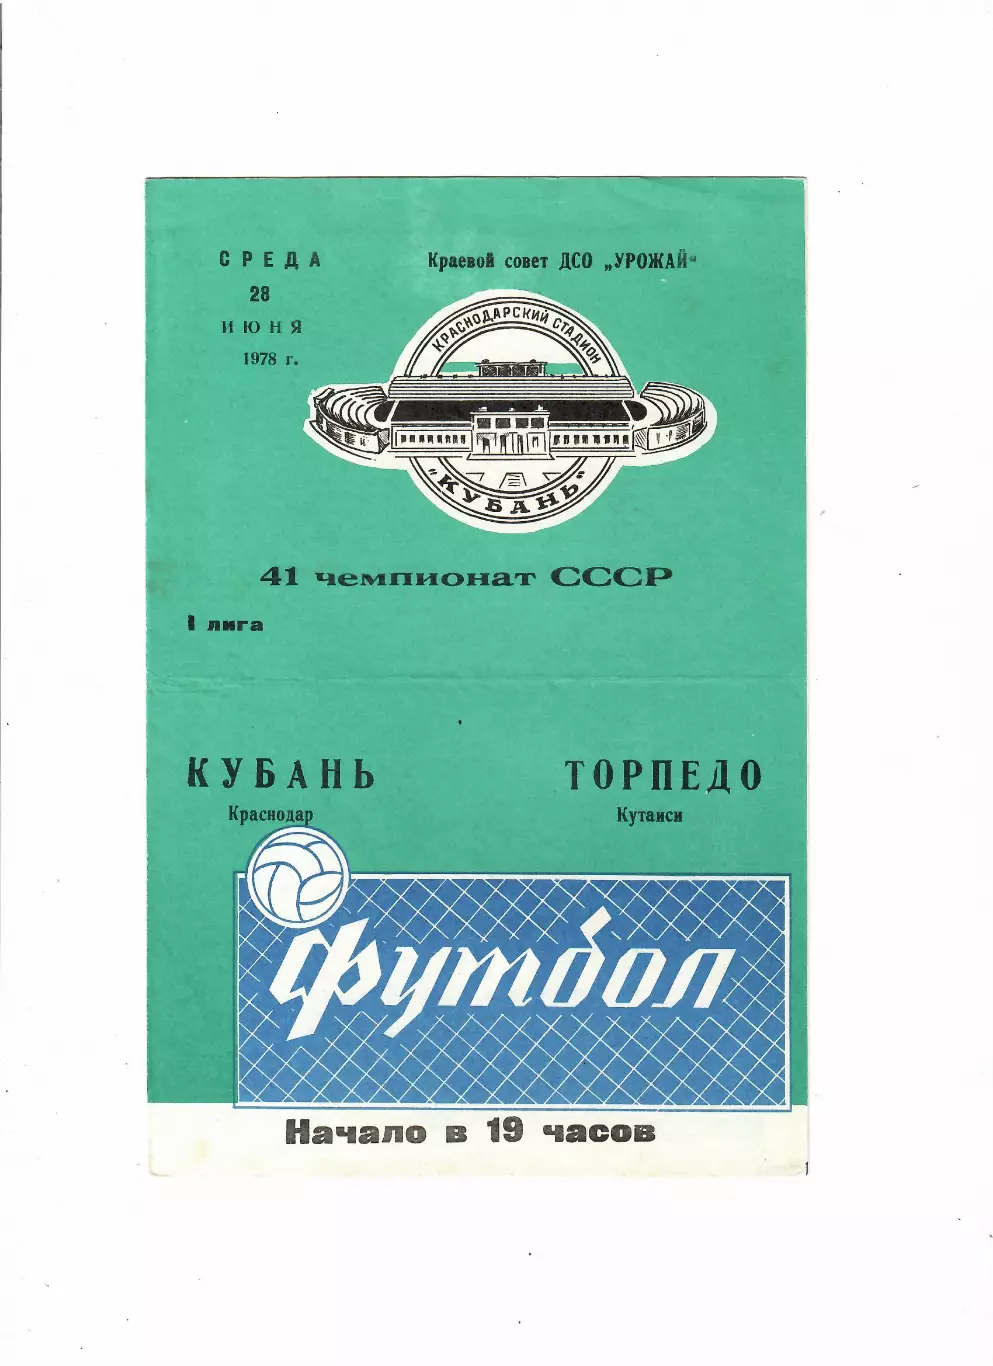 СРЕДА
28
ИЮНЯ
1978 г.
Краевой совет ДСО „УРОЖАЙ“
КРАСНОДАРСКИЙ СТАДИОН
"КУБАНЬ"
41 чемпионат СССР
I лига
КУБАНЬ
Краснодар
ТОРПЕДО
Кутаиси
Футбол
Начало в 19 часов